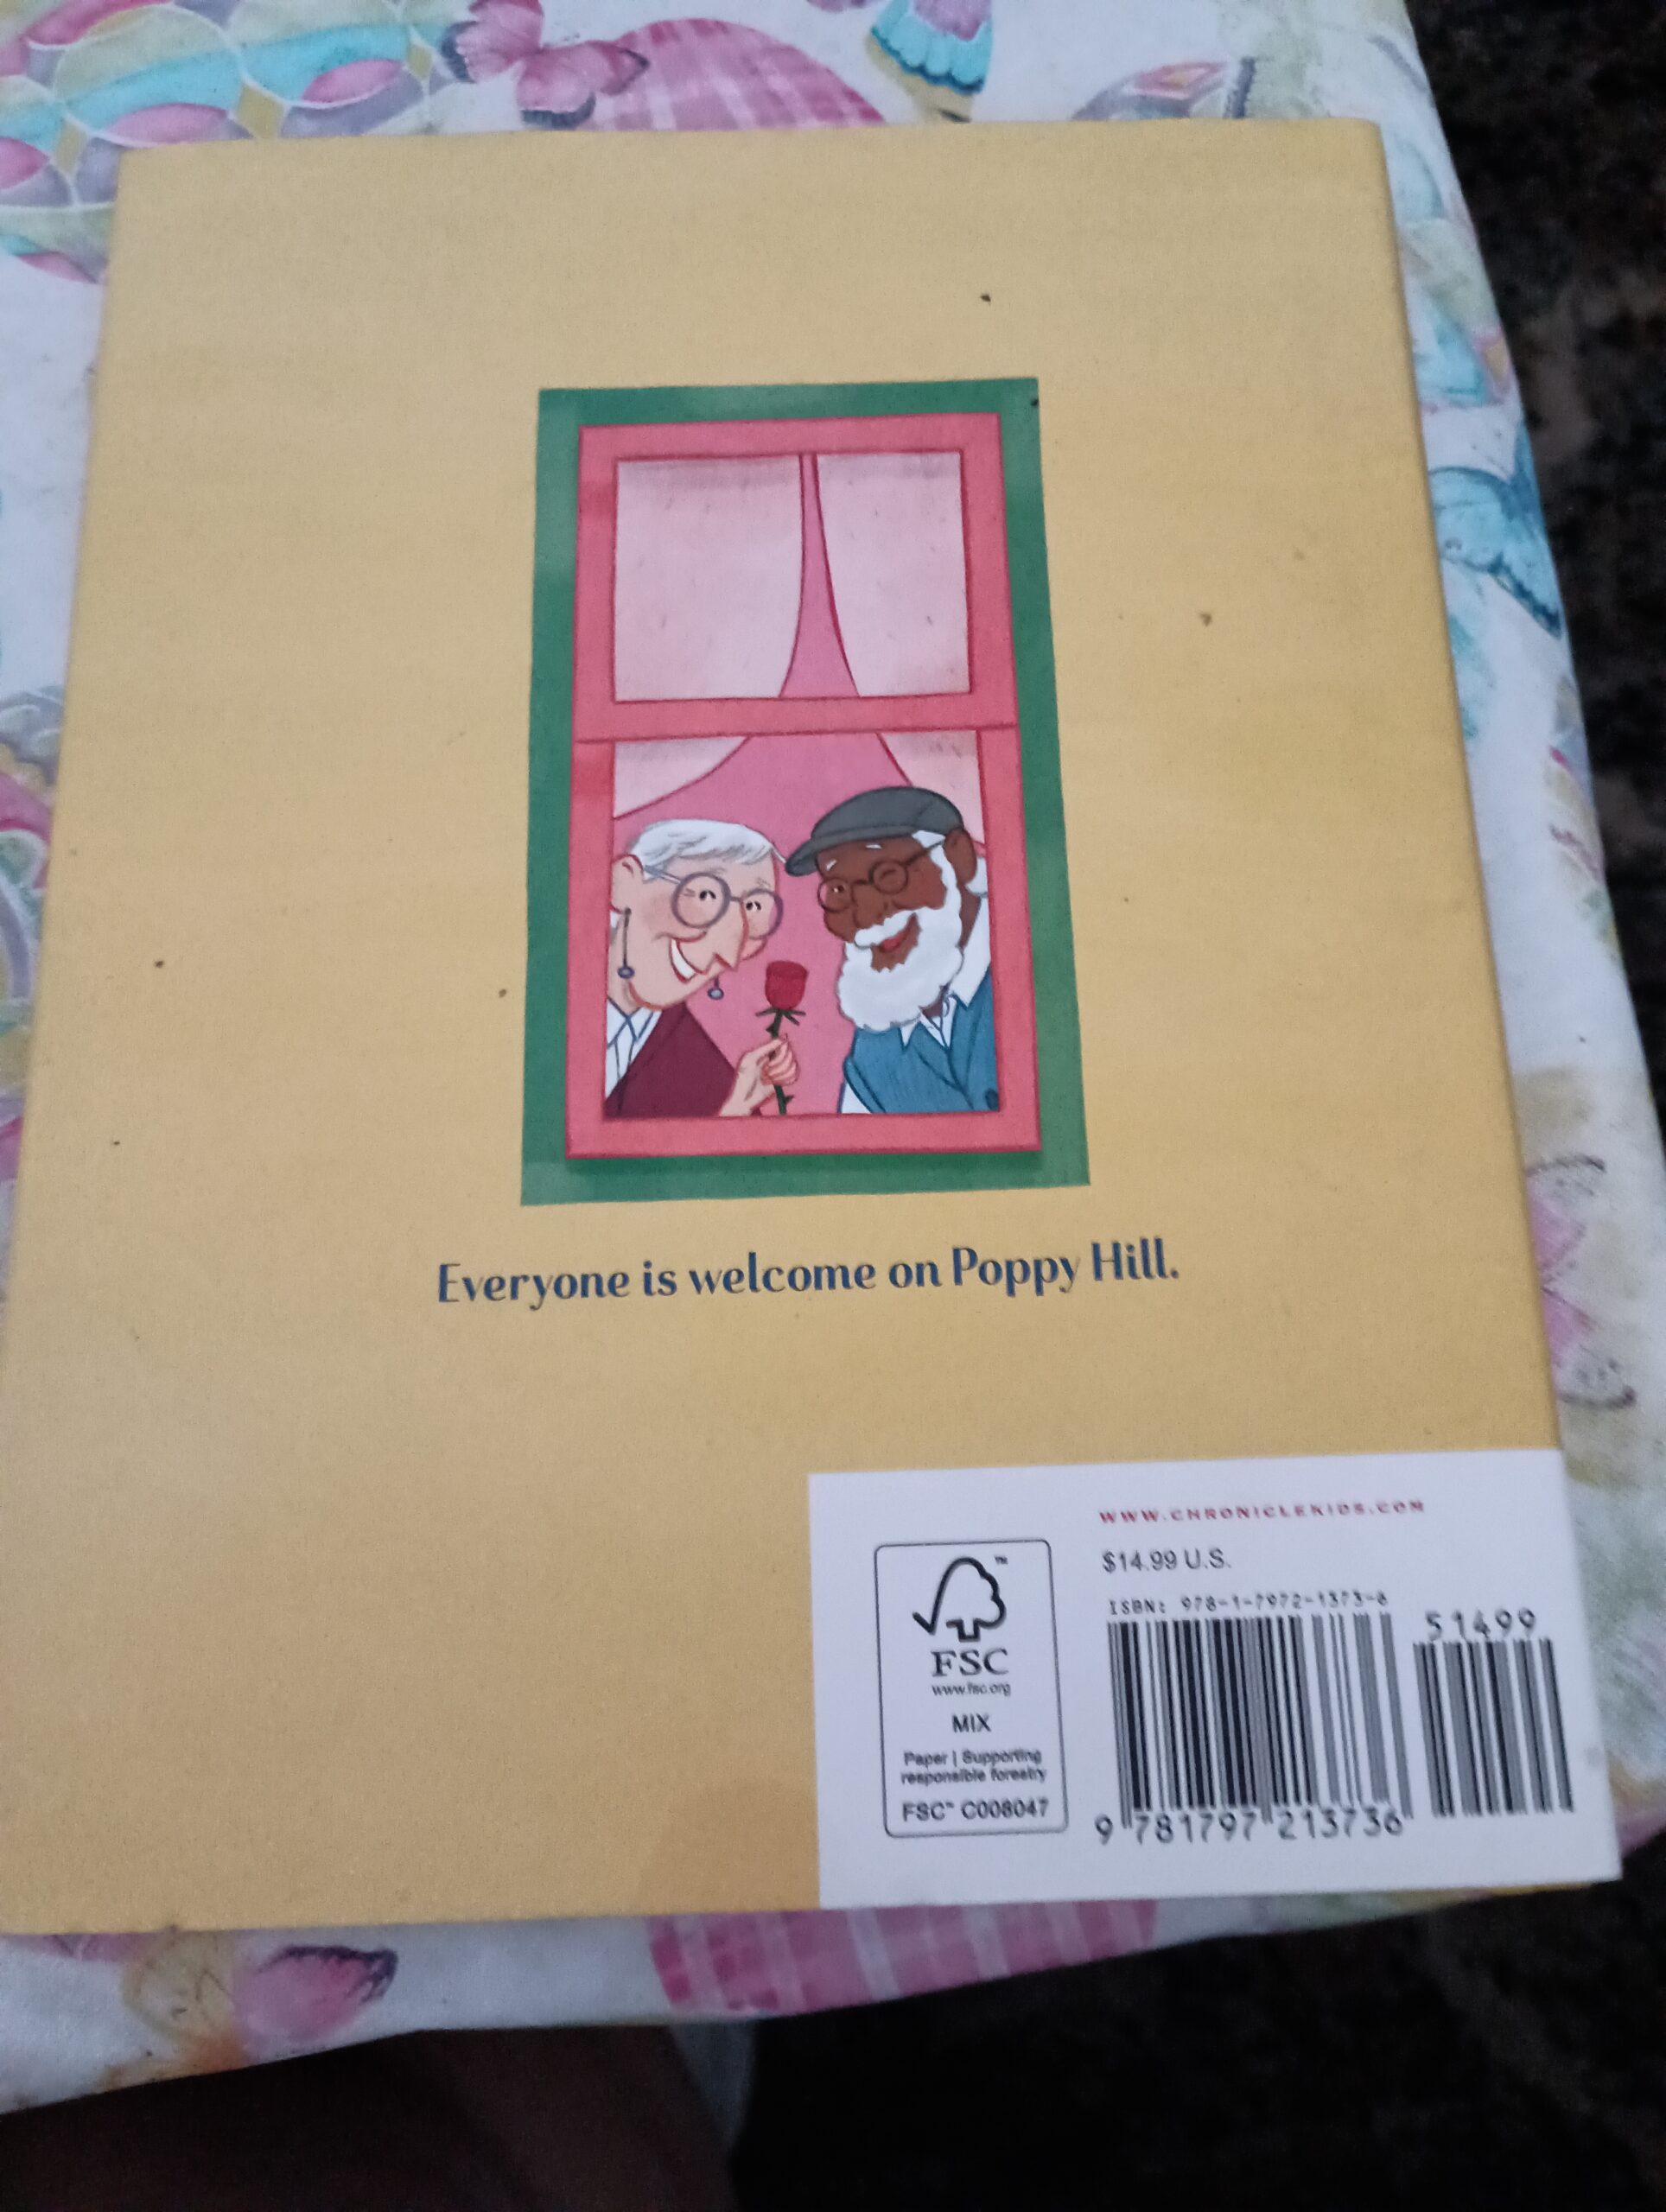 Everyone is welcome on Poppy Hill.
WWW.CHRONICLEKIDS.COM
$14.99 U.S.
ISBN: 978-1-7972-1373-6
51499
9 781797 213736
™
FSC
www.fsc.org
MIX
Paper | Supporting
responsible forestry
FSC™ C008047